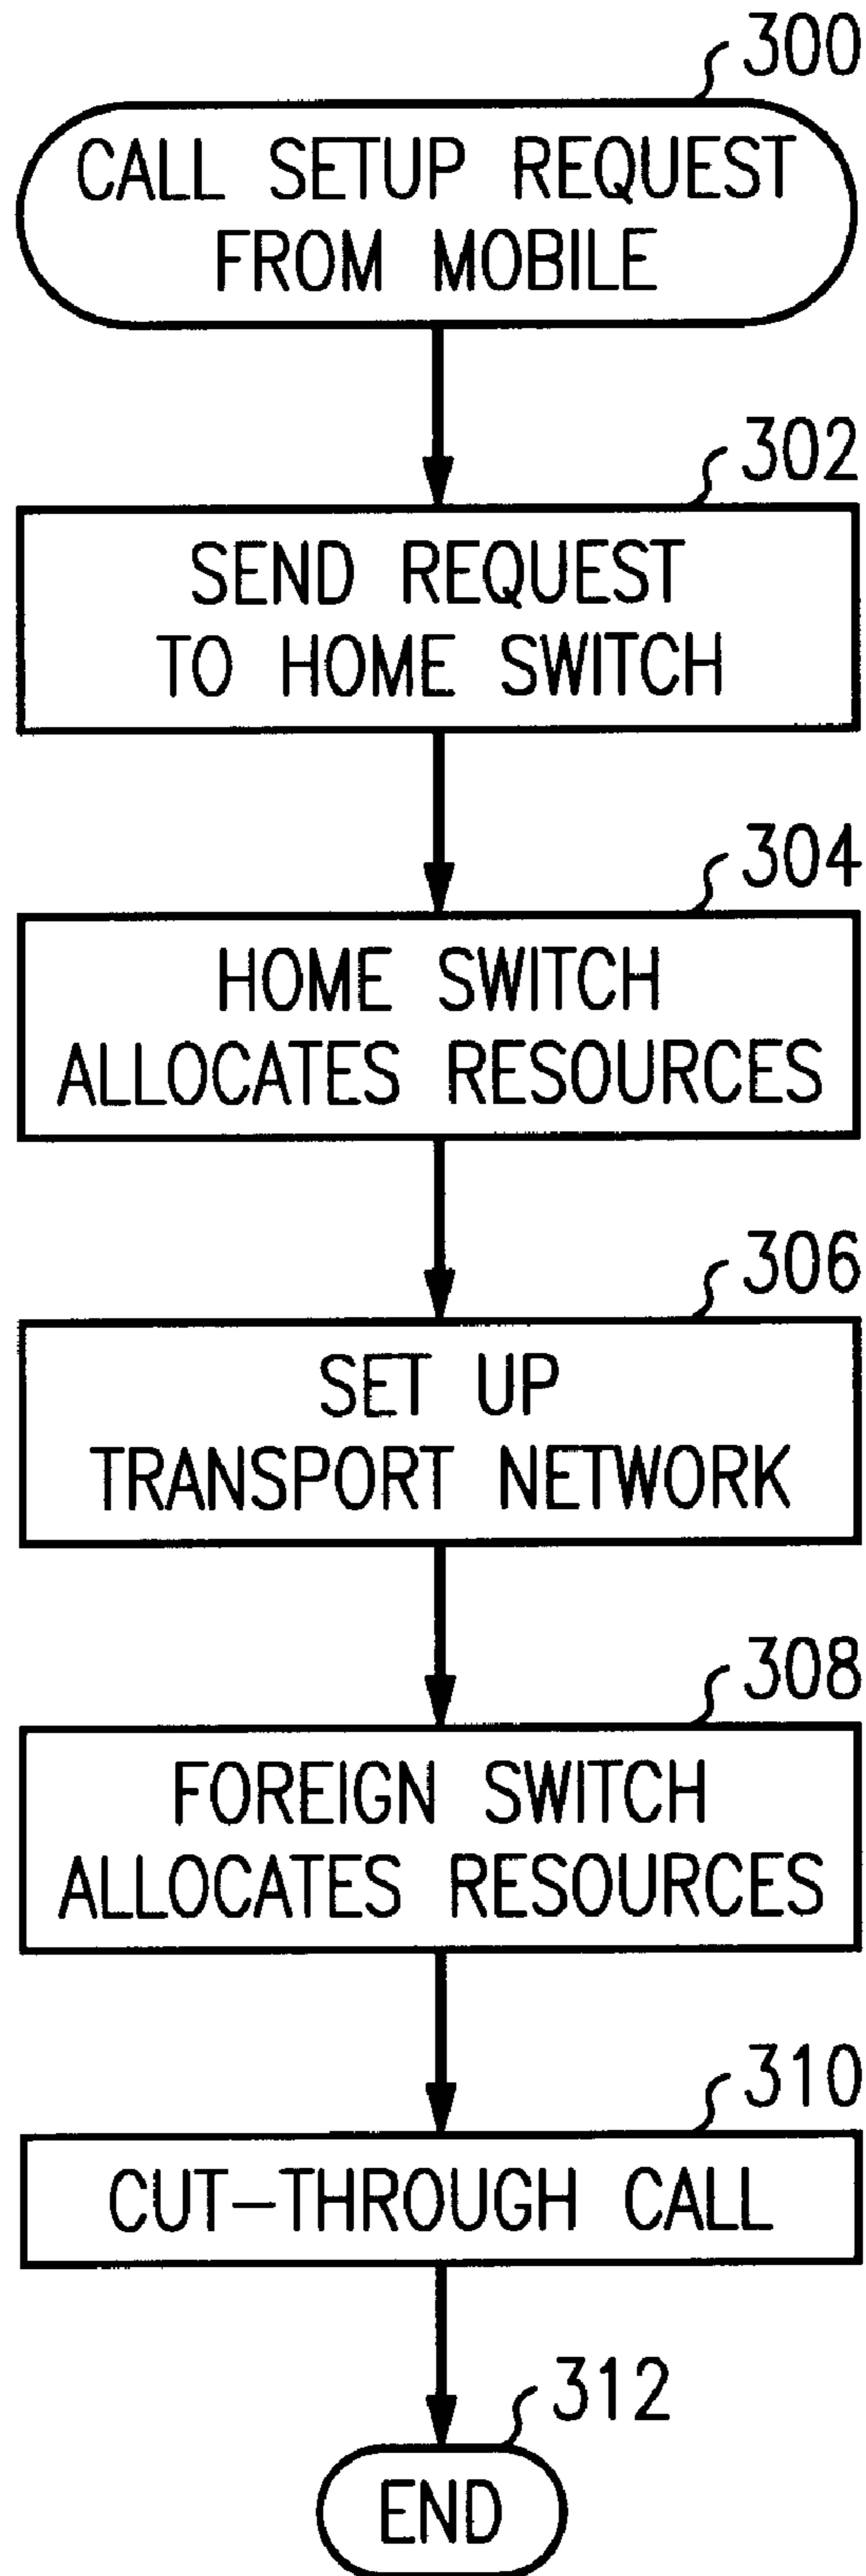 300
CALL SETUP REQUEST
FROM MOBILE
302
SEND REQUEST
TO HOME SWITCH
304
HOME SWITCH
ALLOCATES RESOURCES
306
SET UP
TRANSPORT NETWORK
308
FOREIGN SWITCH
ALLOCATES RESOURCES
310
CUT-THROUGH CALL
312
END